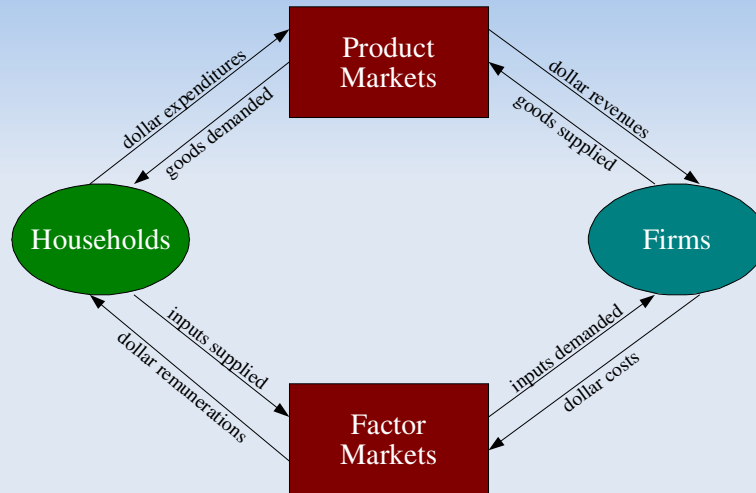 Product
Markets
dollar expenditures
goods demanded
dollar revenues
goods supplied
Households
Firms
inputs supplied
dollar remunerations
inputs demanded
dollar costs
Factor
Markets